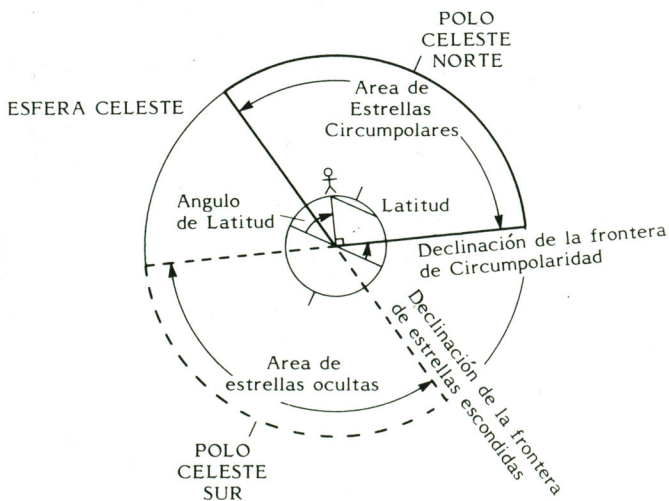 POLO
CELESTE
NORTE
ESFERA CELESTE
Area de
Estrellas
Circumpolares
Angulo
de Latitud
Latitud
Declinación de la frontera
de Circumpolaridad
Declinación de la frontera
de estrellas escondidas
Area de
estrellas ocultas
POLO
CELESTE
SUR